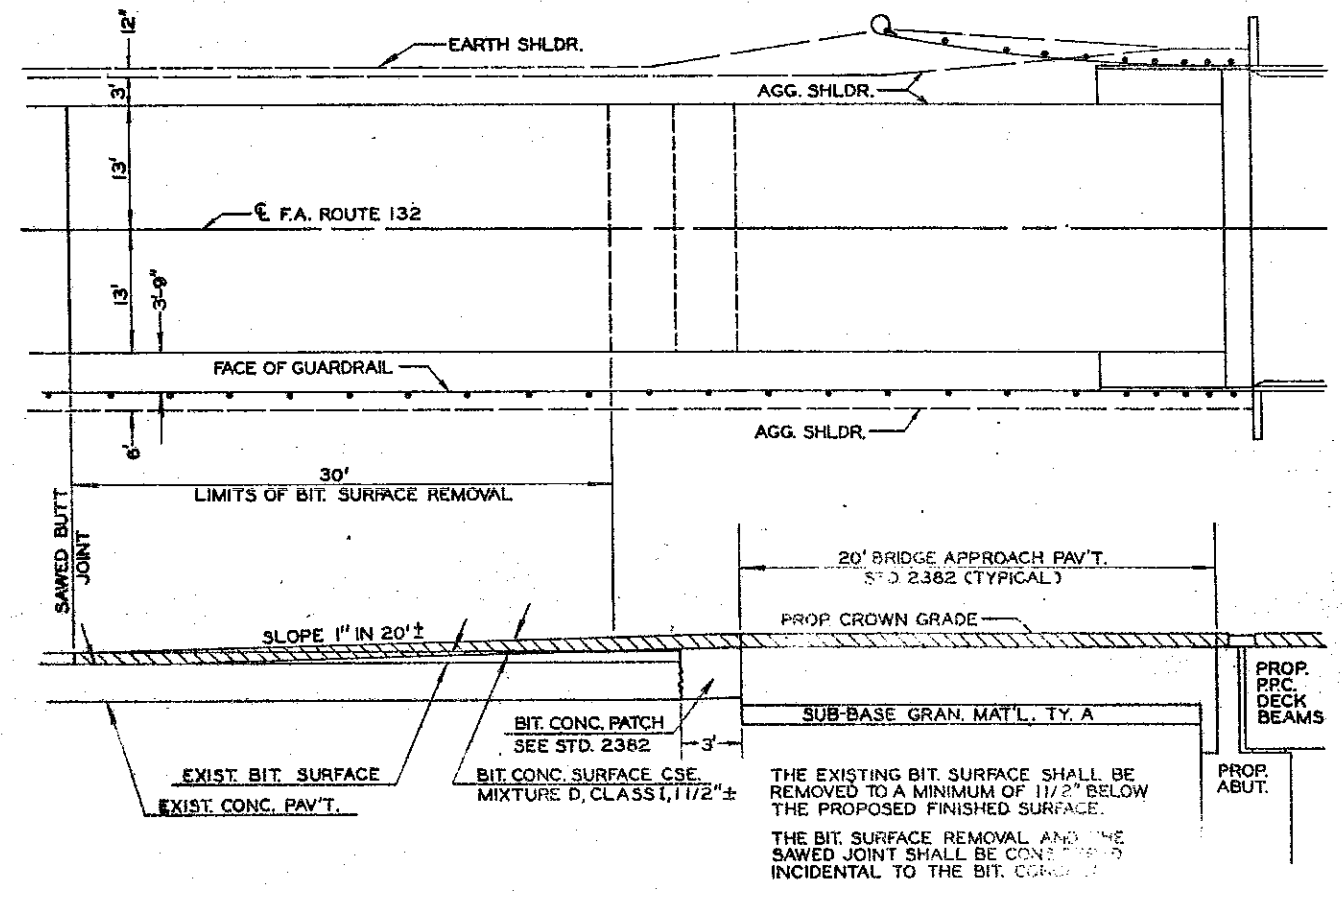 12"
EARTH SHLDR.
3'
AGG. SHLDR.
13'
℄ F.A. ROUTE 132
13'
3'-9"
FACE OF GUARDRAIL
AGG. SHLDR.
6'
30'
LIMITS OF BIT. SURFACE REMOVAL
SAWED BUTT
JOINT
20' BRIDGE APPROACH PAV'T.
STD. 2382 (TYPICAL)
SLOPE 1" IN 20' ±
PROP. CROWN GRADE
BIT. CONC. PATCH
SEE STD. 2382
3'
SUB-BASE GRAN. MAT'L. TY. A
PROP.
P.P.C.
DECK
BEAMS
EXIST. BIT. SURFACE
EXIST. CONC. PAV'T.
BIT. CONC. SURFACE CSE.
MIXTURE D, CLASS I, 1 1/2" ±
PROP.
ABUT.
THE EXISTING BIT. SURFACE SHALL BE
REMOVED TO A MINIMUM OF 1 1/2" BELOW
THE PROPOSED FINISHED SURFACE.
THE BIT. SURFACE REMOVAL AND THE
SAWED JOINT SHALL BE
INCIDENTAL TO THE BIT.